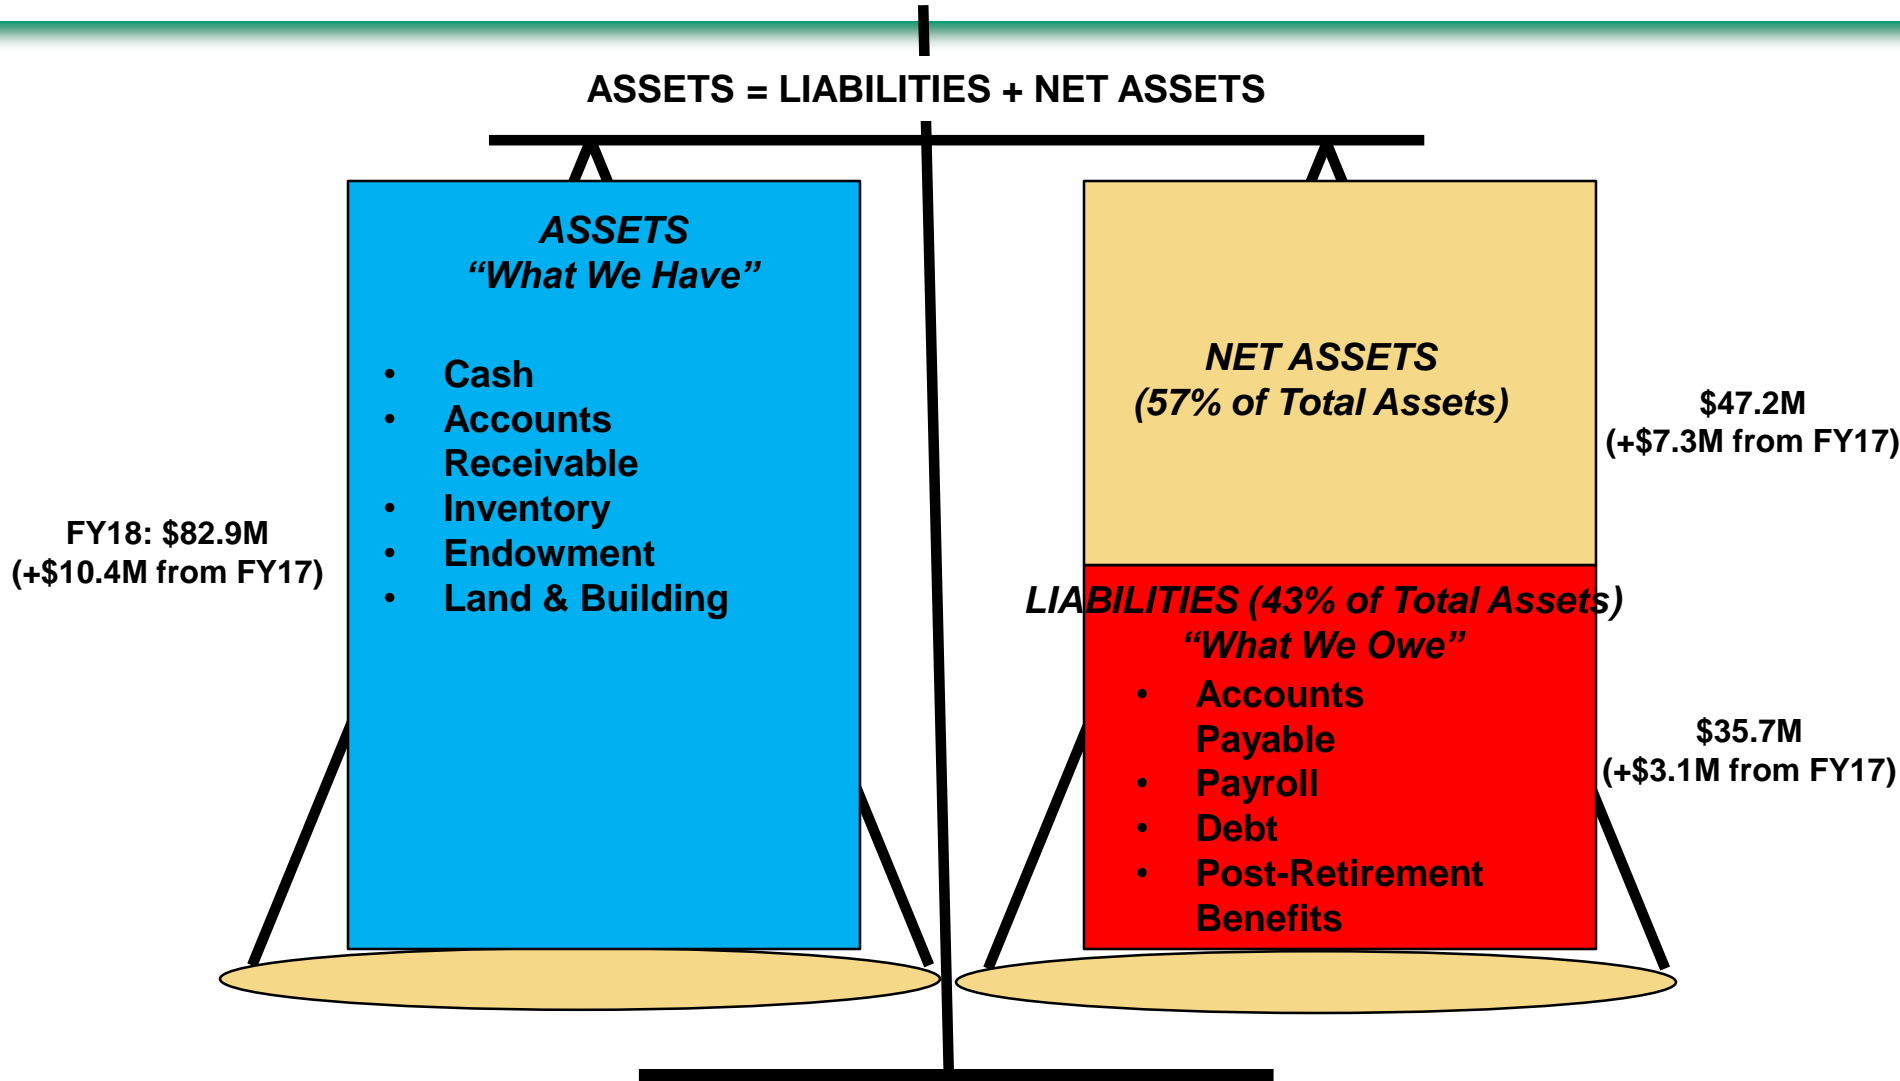 ASSETS = LIABILITIES + NET ASSETS
ASSETS
“What We Have”
• Cash
• Accounts
Receivable
• Inventory
• Endowment
• Land & Building
FY18: $82.9M
(+$10.4M from FY17)
NET ASSETS
(57% of Total Assets)
$47.2M
(+$7.3M from FY17)
LIABILITIES (43% of Total Assets)
“What We Owe”
• Accounts
Payable
• Payroll
• Debt
• Post-Retirement
Benefits
$35.7M
(+$3.1M from FY17)